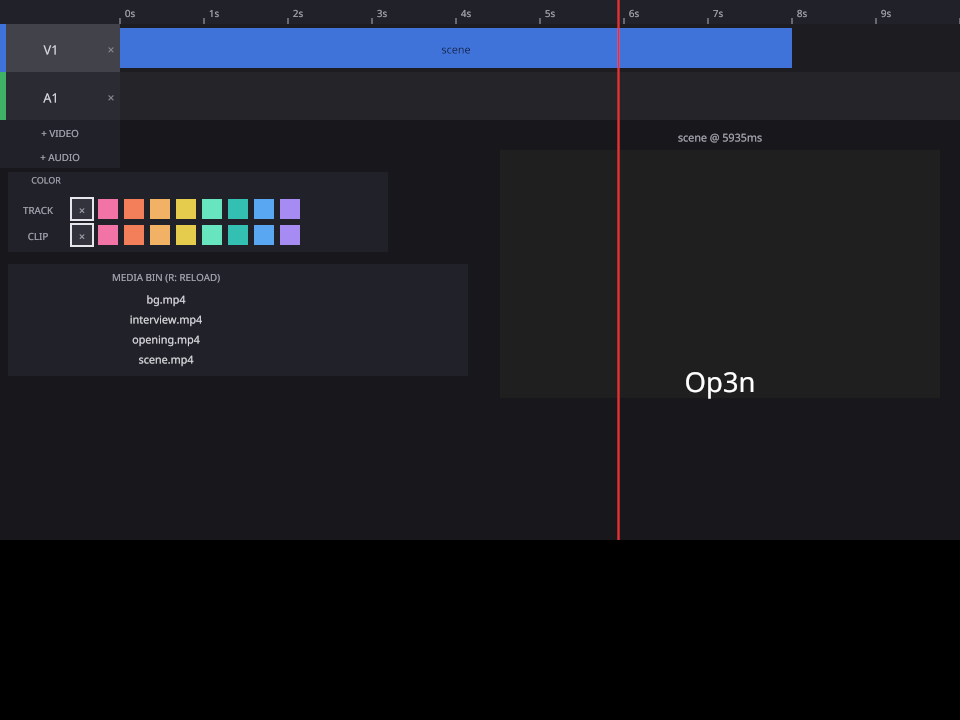 0s 1s 2s 3s 4s 5s 6s 7s 8s 9s
V1 × scene
A1 ×
+ VIDEO
+ AUDIO
scene @ 5935ms
COLOR
TRACK ×
CLIP ×
MEDIA BIN (R: RELOAD)
bg.mp4
interview.mp4
opening.mp4
scene.mp4
Op3n